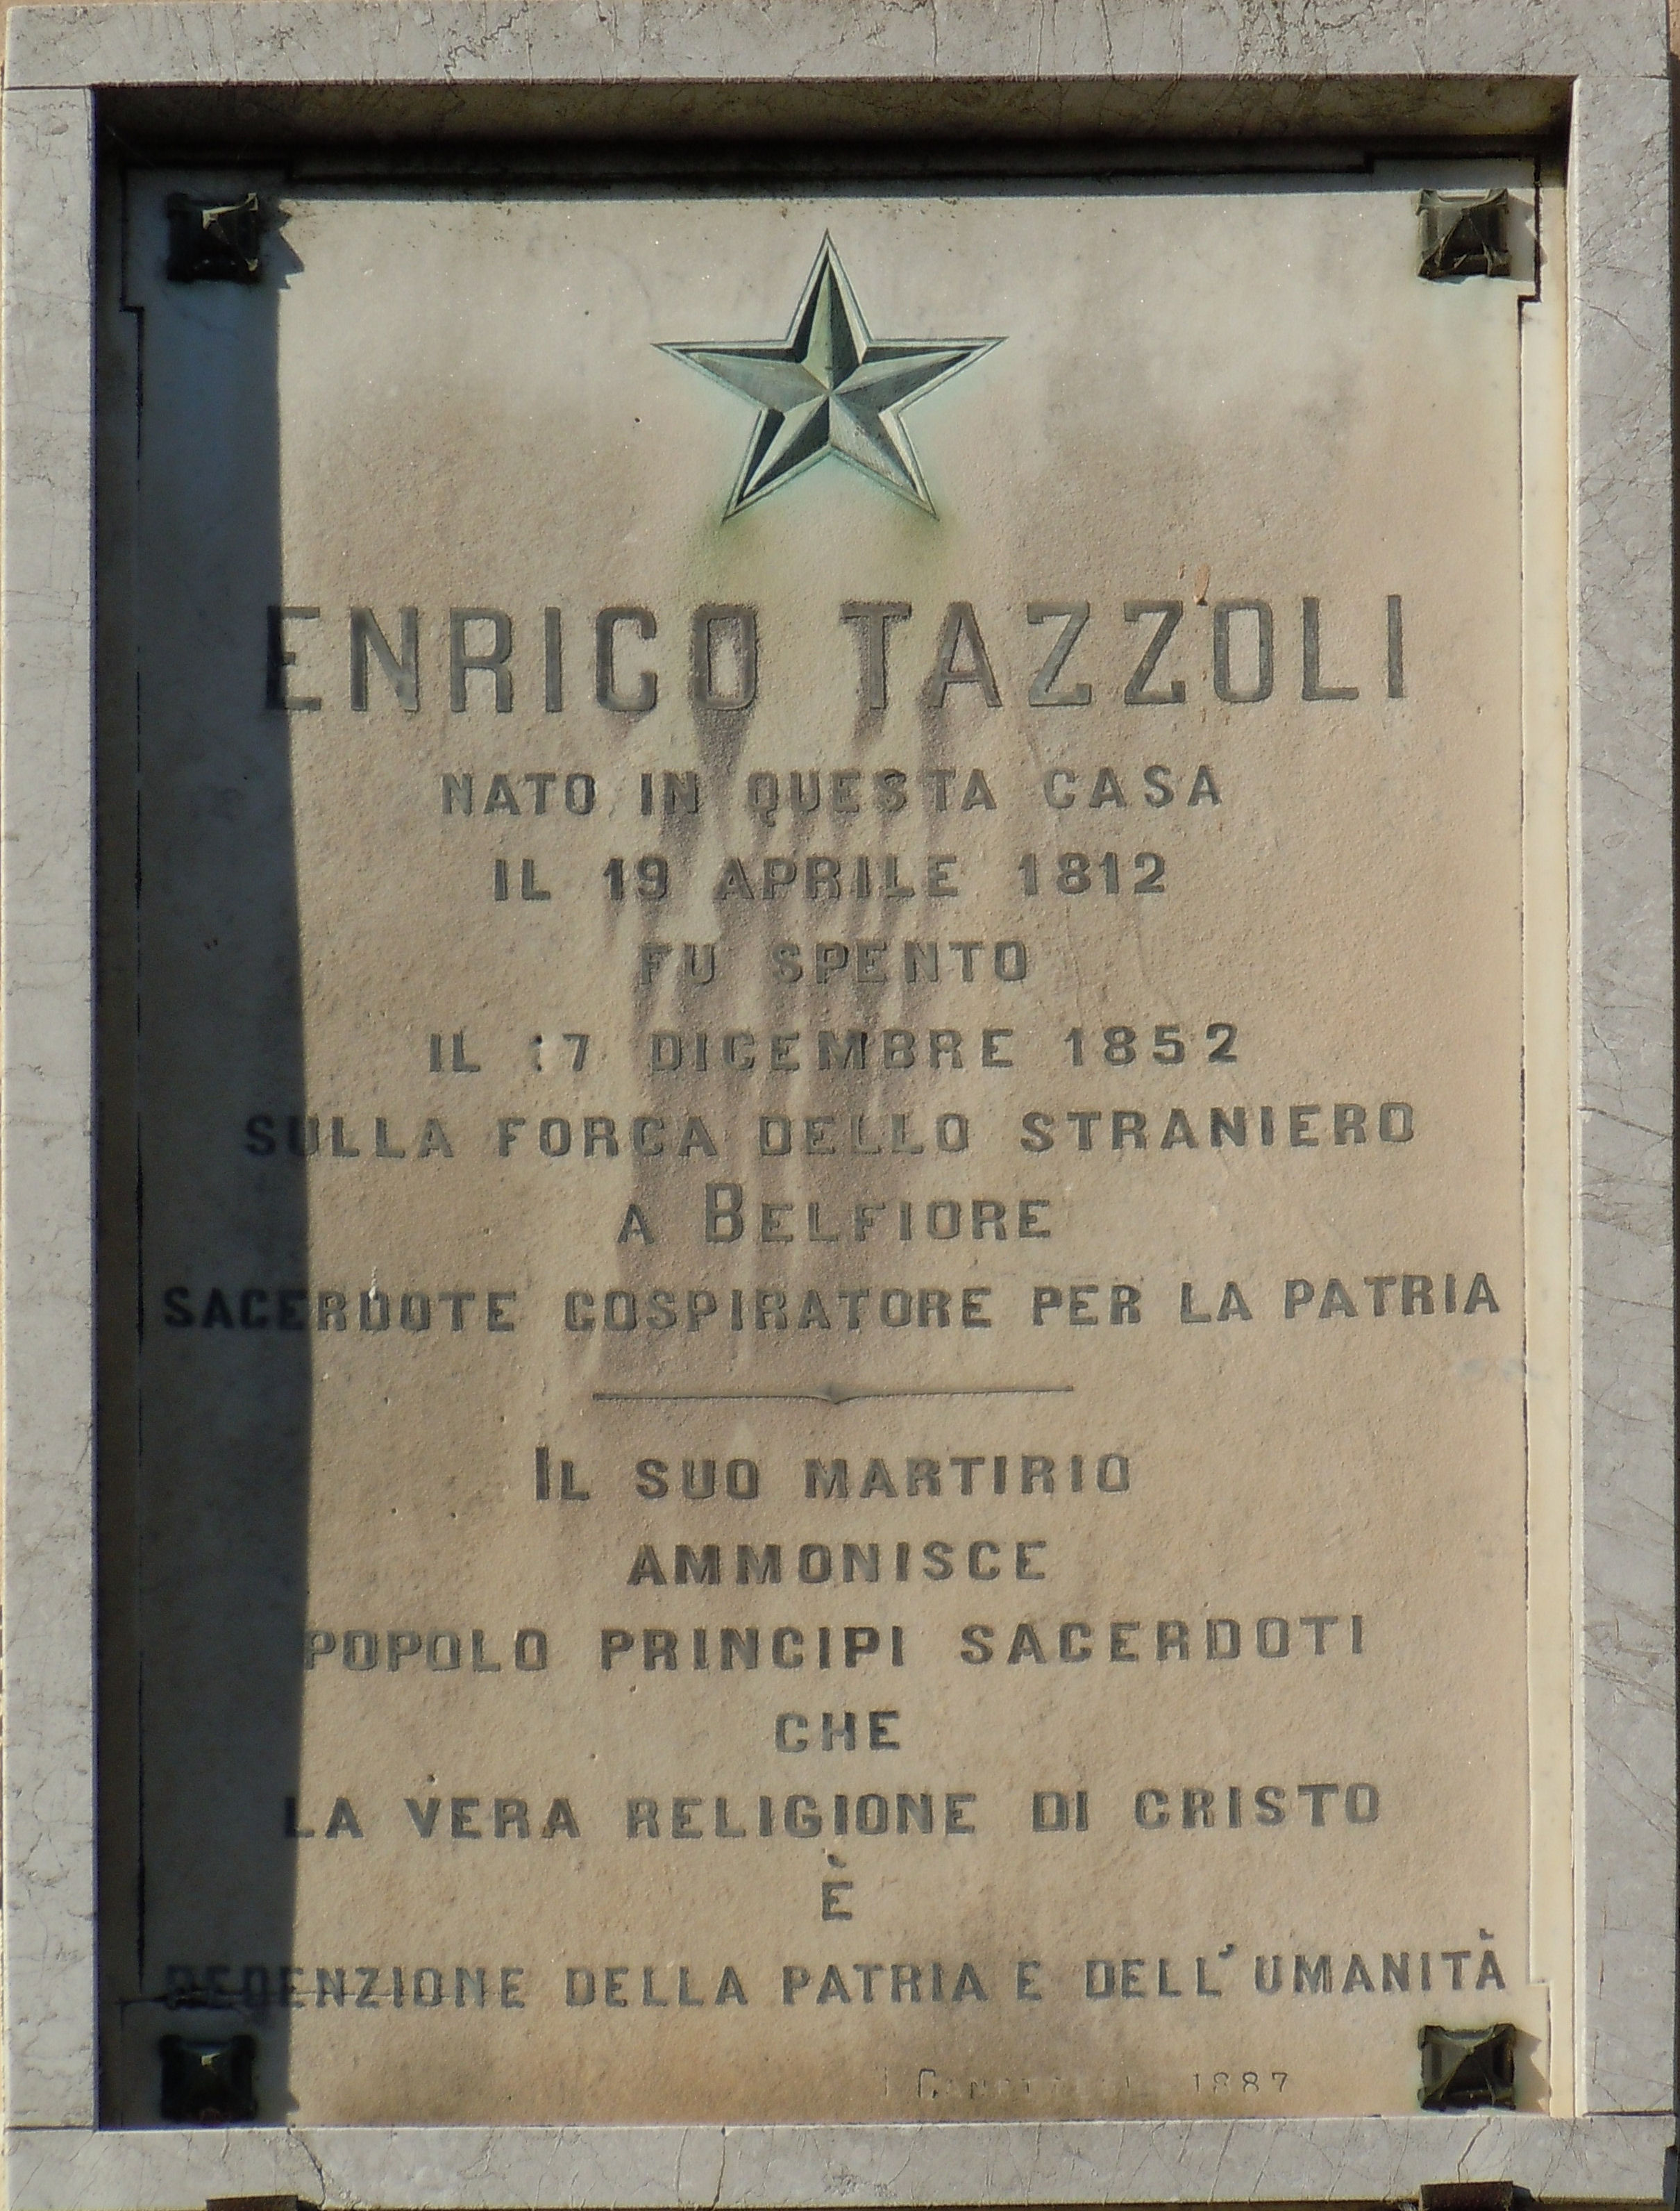 ENRICO TAZZOLI
NATO IN QUESTA CASA
IL 19 APRILE 1812
FU SPENTO
IL 17 DICEMBRE 1852
SULLA FORCA DELLO STRANIERO
A BELFIORE
SACERDOTE COSPIRATORE PER LA PATRIA
IL SUO MARTIRIO
AMMONISCE
POPOLO PRINCIPI SACERDOTI
CHE
LA VERA RELIGIONE DI CRISTO
È
REDENZIONE DELLA PATRIA E DELL'UMANITÀ
1887